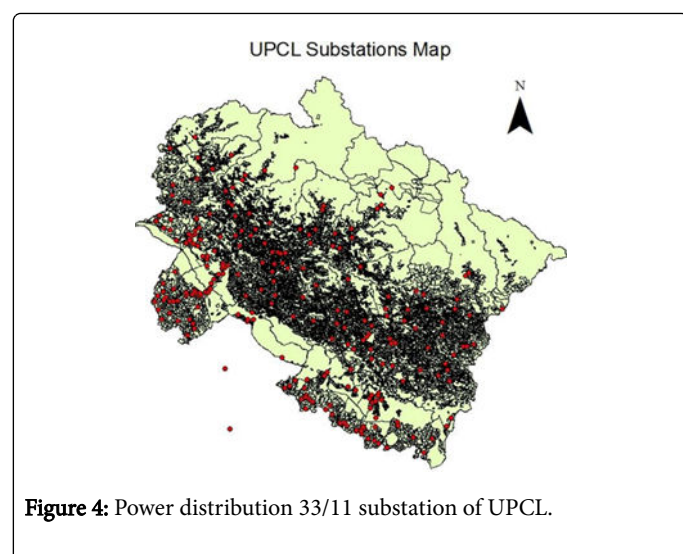 UPCL Substations Map
N
Figure 4: Power distribution 33/11 substation of UPCL.